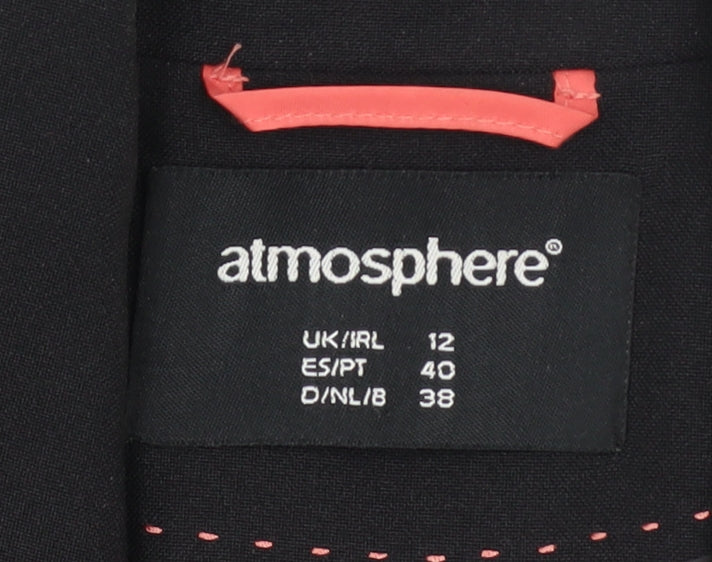 atmosphere®
UK/IRL 12
ES/PT 40
D/NL/B 38